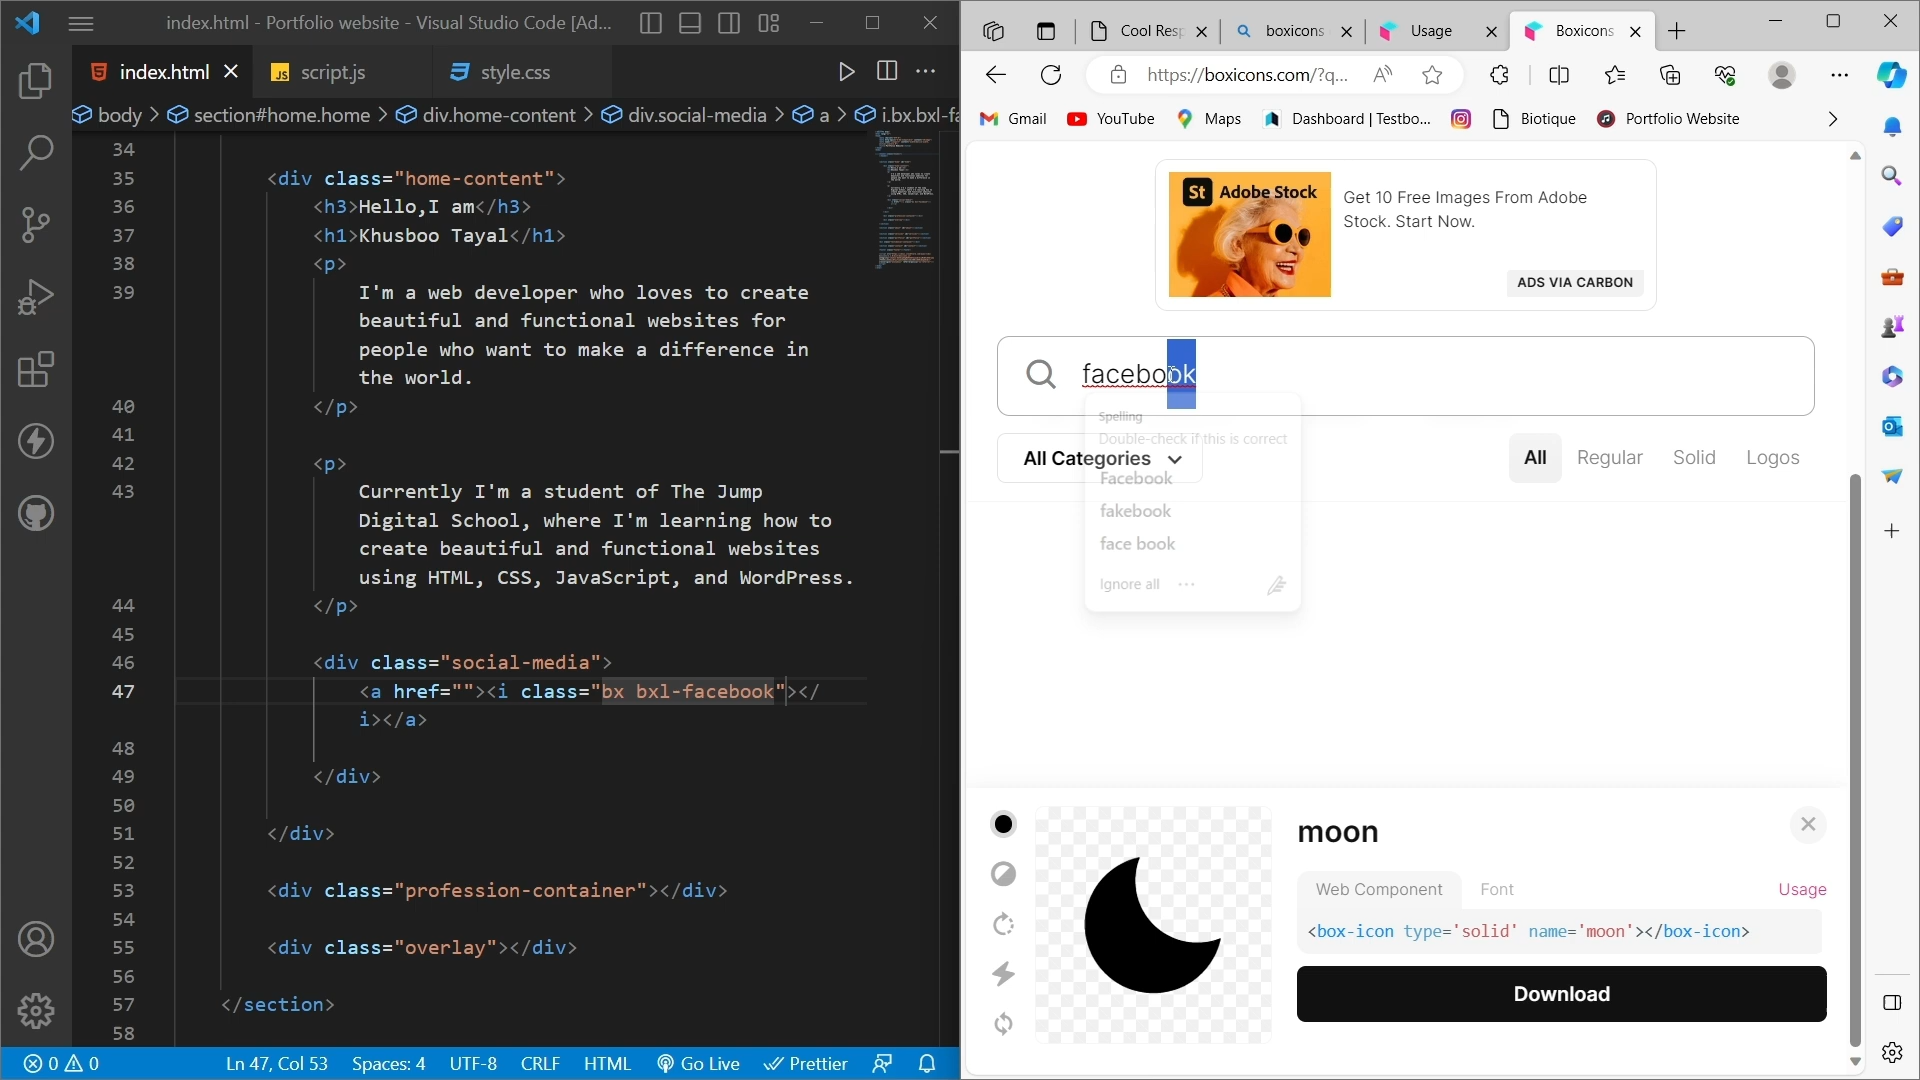 index.html - Portfolio website - Visual Studio Code [Ad...
index.html
script.js
style.css
body > section#home.home > div.home-content > div.social-media > a > i.bx.bxl-fa
34
35 <div class="home-content">
36 <h3>Hello,I am</h3>
37 <h1>Khusboo Tayal</h1>
38 <p>
39 I'm a web developer who loves to create
beautiful and functional websites for
people who want to make a difference in
the world.
40 </p>
41
42 <p>
43 Currently I'm a student of The Jump
Digital School, where I'm learning how to
create beautiful and functional websites
using HTML, CSS, JavaScript, and WordPress.
44 </p>
45
46 <div class="social-media">
47 <a href=""><i class="bx bxl-facebook"></
i></a>
48
49 </div>
50
51 </div>
52
53 <div class="profession-container"></div>
54
55 <div class="overlay"></div>
56
57 </section>
58
0 0
Ln 47, Col 53
Spaces: 4
UTF-8
CRLF
HTML
Go Live
Prettier
Cool Resp
boxicons
Usage
Boxicons
https://boxicons.com/?q...
Gmail
YouTube
Maps
Dashboard | Testbo...
Biotique
Portfolio Website
St Adobe Stock
Get 10 Free Images From Adobe
Stock. Start Now.
ADS VIA CARBON
facebook
Spelling
Double-check if this is correct
All Categories
All
Regular
Solid
Logos
Facebook
fakebook
face book
Ignore all ...
moon
Web Component
Font
Usage
<box-icon type='solid' name='moon'></box-icon>
Download